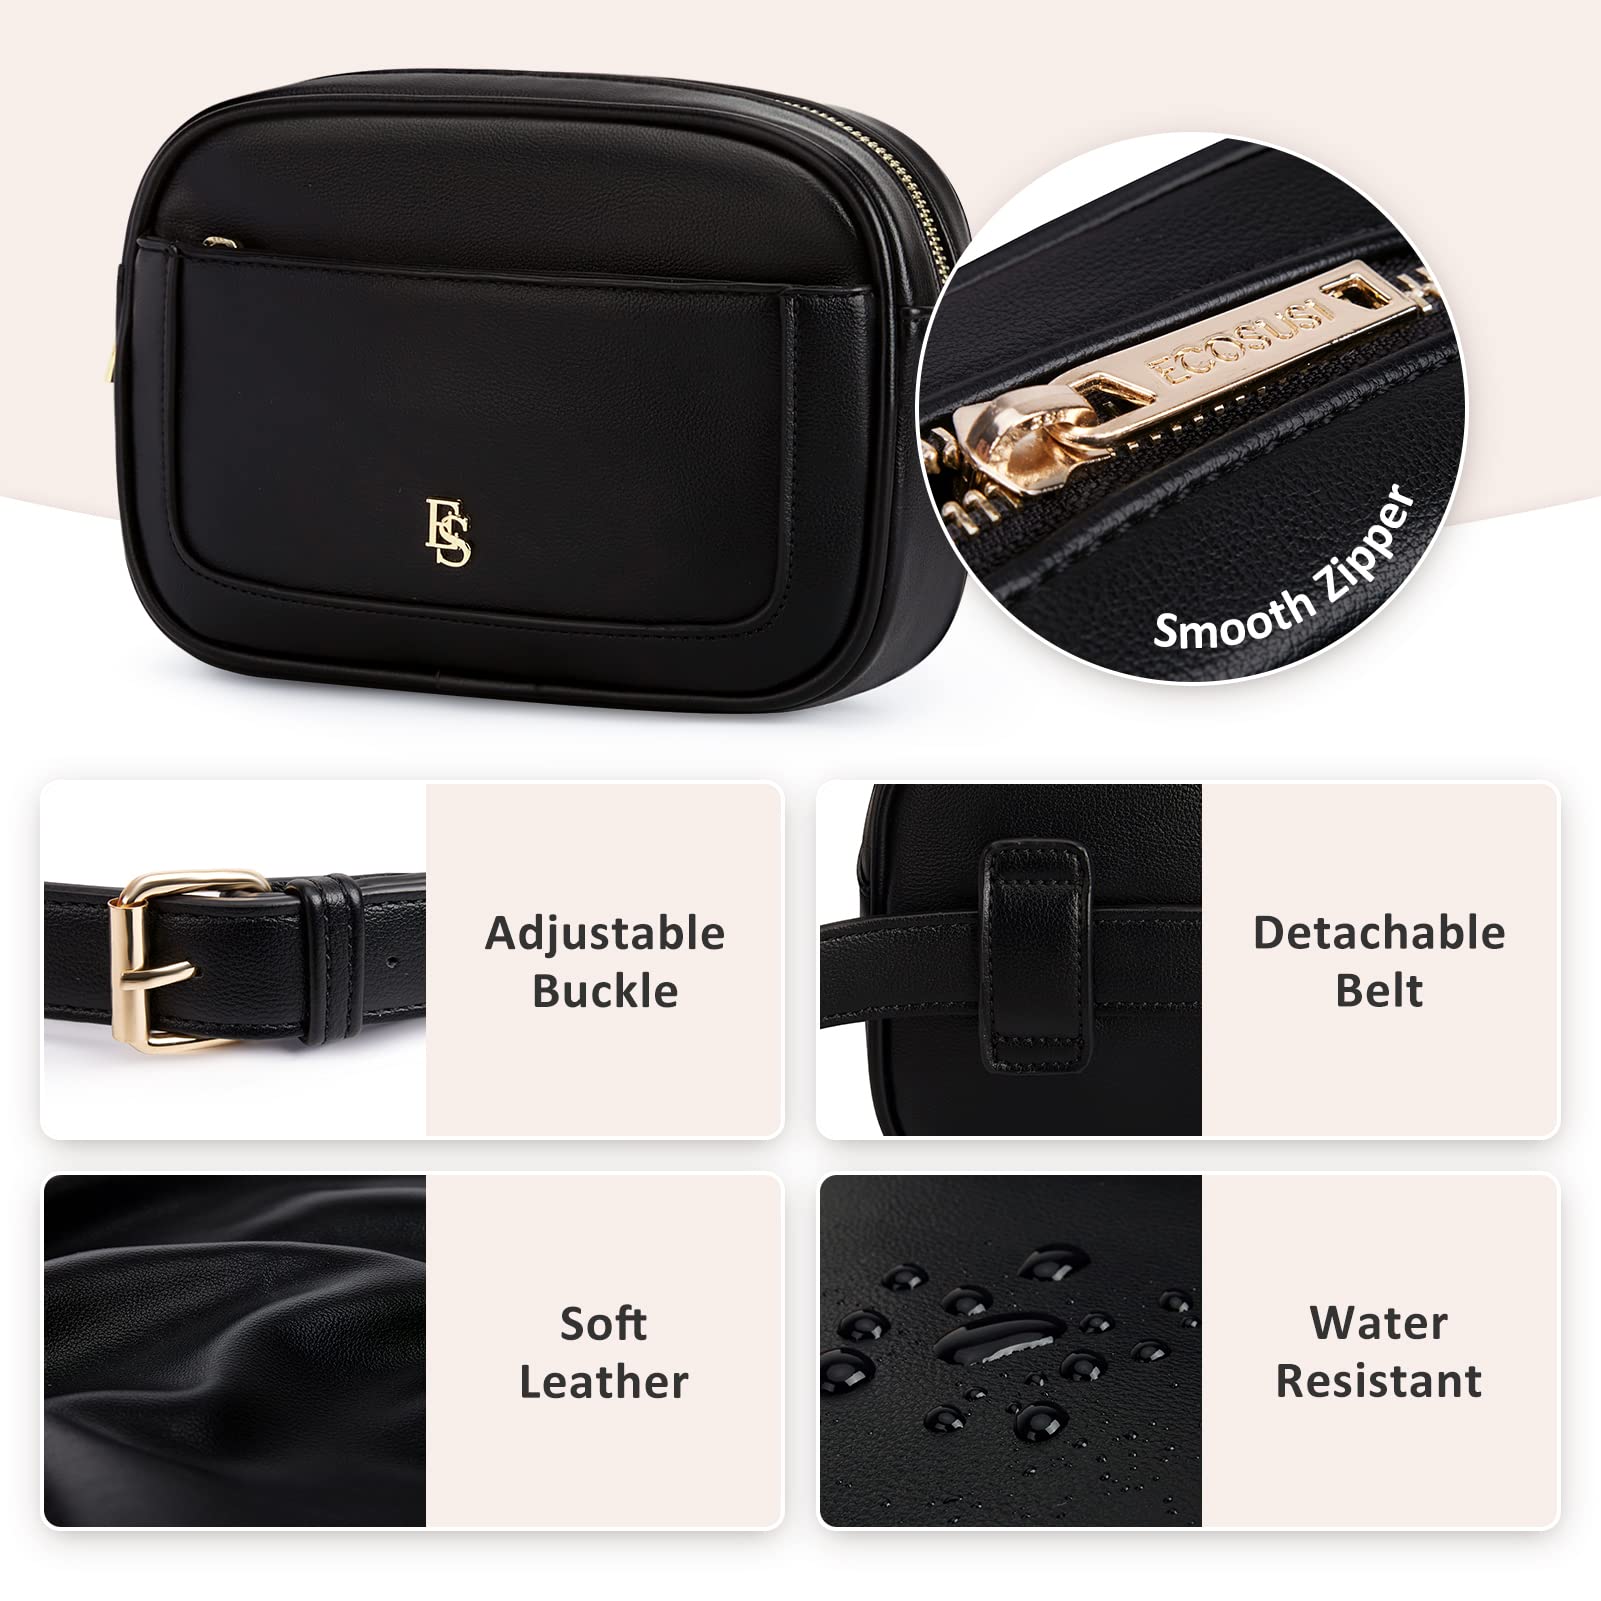 ES
ECOSUSI
Smooth Zipper
Adjustable
Buckle
Detachable
Belt
Soft
Leather
Water
Resistant